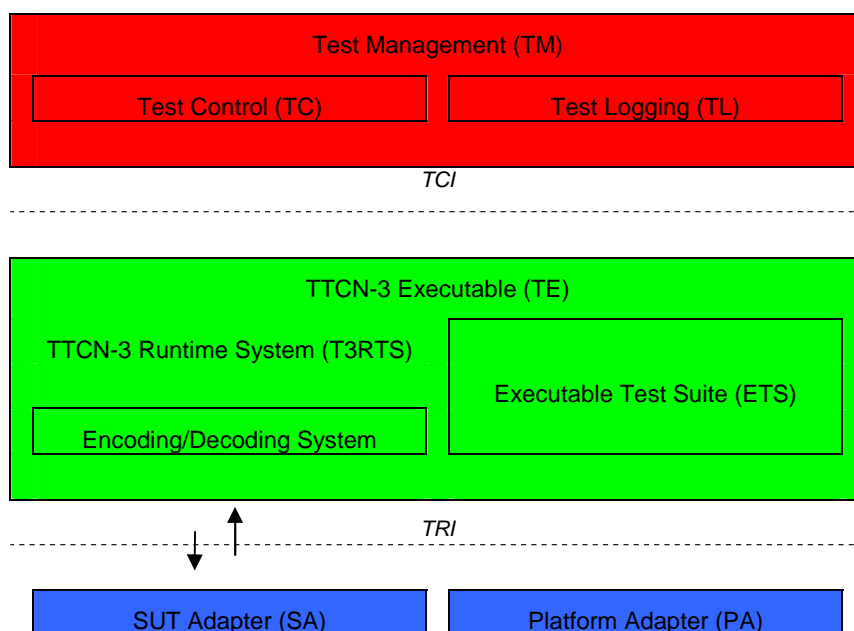 Test Management (TM)
Test Control (TC)
Test Logging (TL)
TCI
TTCN-3 Executable (TE)
TTCN-3 Runtime System (T3RTS)
Executable Test Suite (ETS)
Encoding/Decoding System
TRI
SUT Adapter (SA)
Platform Adapter (PA)